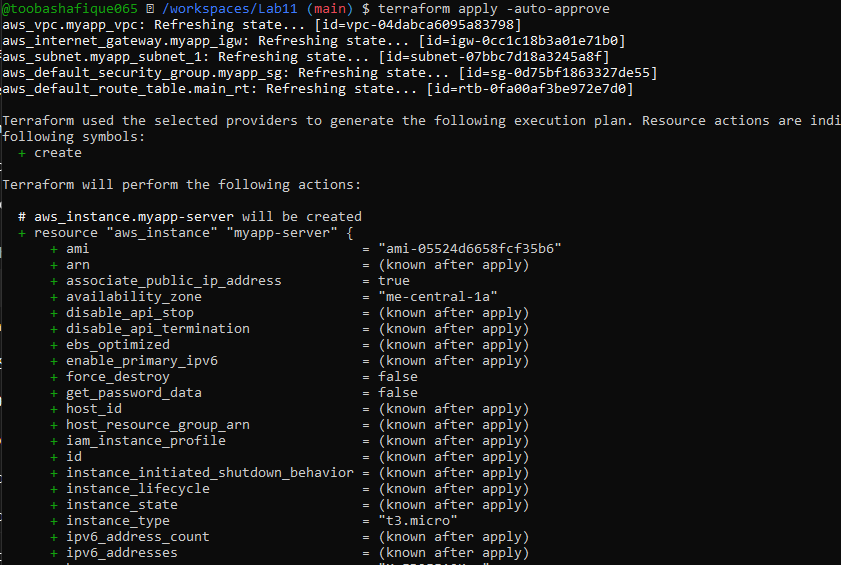 @toobashafique065 /workspaces/Lab11 (main) $ terraform apply -auto-approve
aws_vpc.myapp_vpc: Refreshing state... [id=vpc-04dabca6095a83798]
aws_internet_gateway.myapp_igw: Refreshing state... [id=igw-0cc1c18b3a01e71b0]
aws_subnet.myapp_subnet_1: Refreshing state... [id=subnet-07bbc7d18a3245a8f]
aws_default_security_group.myapp_sg: Refreshing state... [id=sg-0d75bf1863327de55]
aws_default_route_table.main_rt: Refreshing state... [id=rtb-0fa00af3be972e7d0]
Terraform used the selected providers to generate the following execution plan. Resource actions are indi
following symbols:
+ create
Terraform will perform the following actions:
# aws_instance.myapp-server will be created
+ resource "aws_instance" "myapp-server" {
+ ami = "ami-05524d6658fcf35b6"
+ arn = (known after apply)
+ associate_public_ip_address = true
+ availability_zone = "me-central-1a"
+ disable_api_stop = (known after apply)
+ disable_api_termination = (known after apply)
+ ebs_optimized = (known after apply)
+ enable_primary_ipv6 = (known after apply)
+ force_destroy = false
+ get_password_data = false
+ host_id = (known after apply)
+ host_resource_group_arn = (known after apply)
+ iam_instance_profile = (known after apply)
+ id = (known after apply)
+ instance_initiated_shutdown_behavior = (known after apply)
+ instance_lifecycle = (known after apply)
+ instance_state = (known after apply)
+ instance_type = "t3.micro"
+ ipv6_address_count = (known after apply)
+ ipv6_addresses = (known after apply)